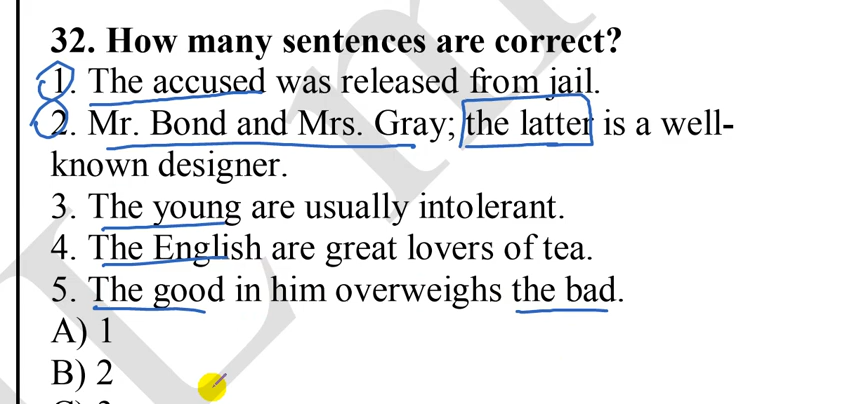 32. How many sentences are correct?
1. The accused was released from jail.
2. Mr. Bond and Mrs. Gray; the latter is a well-
known designer.
3. The young are usually intolerant.
4. The English are great lovers of tea.
5. The good in him overweighs the bad.
A) 1
B) 2